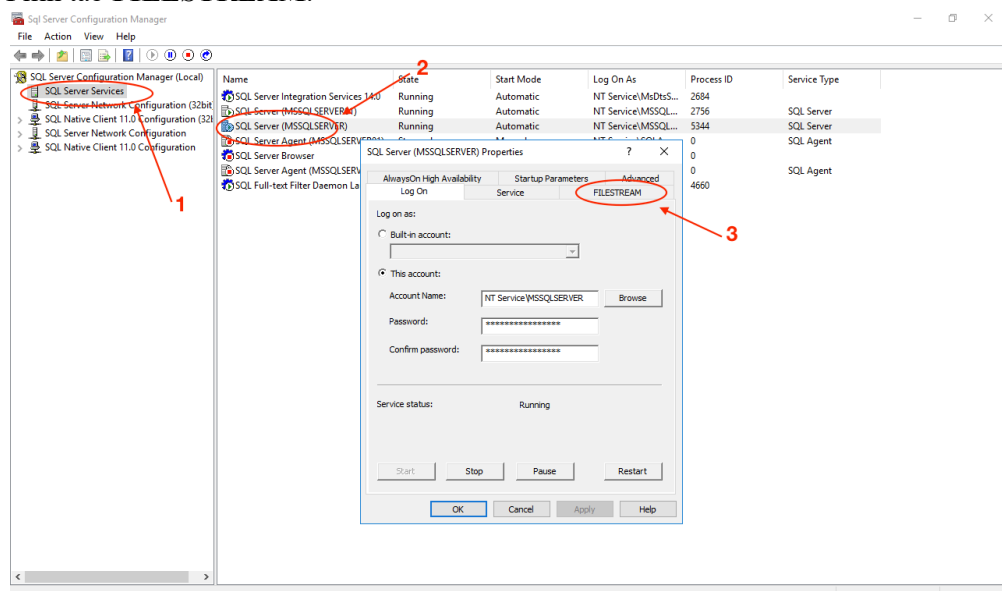 FILESTREAM.
Sql Server Configuration Manager
File Action View Help
SQL Server Configuration Manager (Local)
SQL Server Services
SQL Server Network Configuration (32bit
SQL Native Client 11.0 Configuration (32
SQL Server Network Configuration
SQL Native Client 11.0 Configuration
Name State Start Mode Log On As Process ID Service Type
SQL Server Integration Services 14.0 Running Automatic NT Service\MsDtsS... 2684
SQL Server Running Automatic NT Service\MSSQL... 2756 SQL Server
SQL Server (MSSQLSERVER) Running Automatic NT Service\MSSQL... 5344 SQL Server
SQL Server Agent 0 SQL Agent
SQL Server Browser 0
SQL Server Agent (MSSQLSERV 0 SQL Agent
SQL Full-text Filter Daemon La 4660
1
2
3
SQL Server (MSSQLSERVER) Properties ? ×
AlwaysOn High Availability Startup Parameters Advanced
Log On Service FILESTREAM
Log on as:
Built-in account:
This account:
Account Name: NT Service\MSSQLSERVER Browse
Password: ****************
Confirm password: ****************
Service status: Running
Start Stop Pause Restart
OK Cancel Apply Help